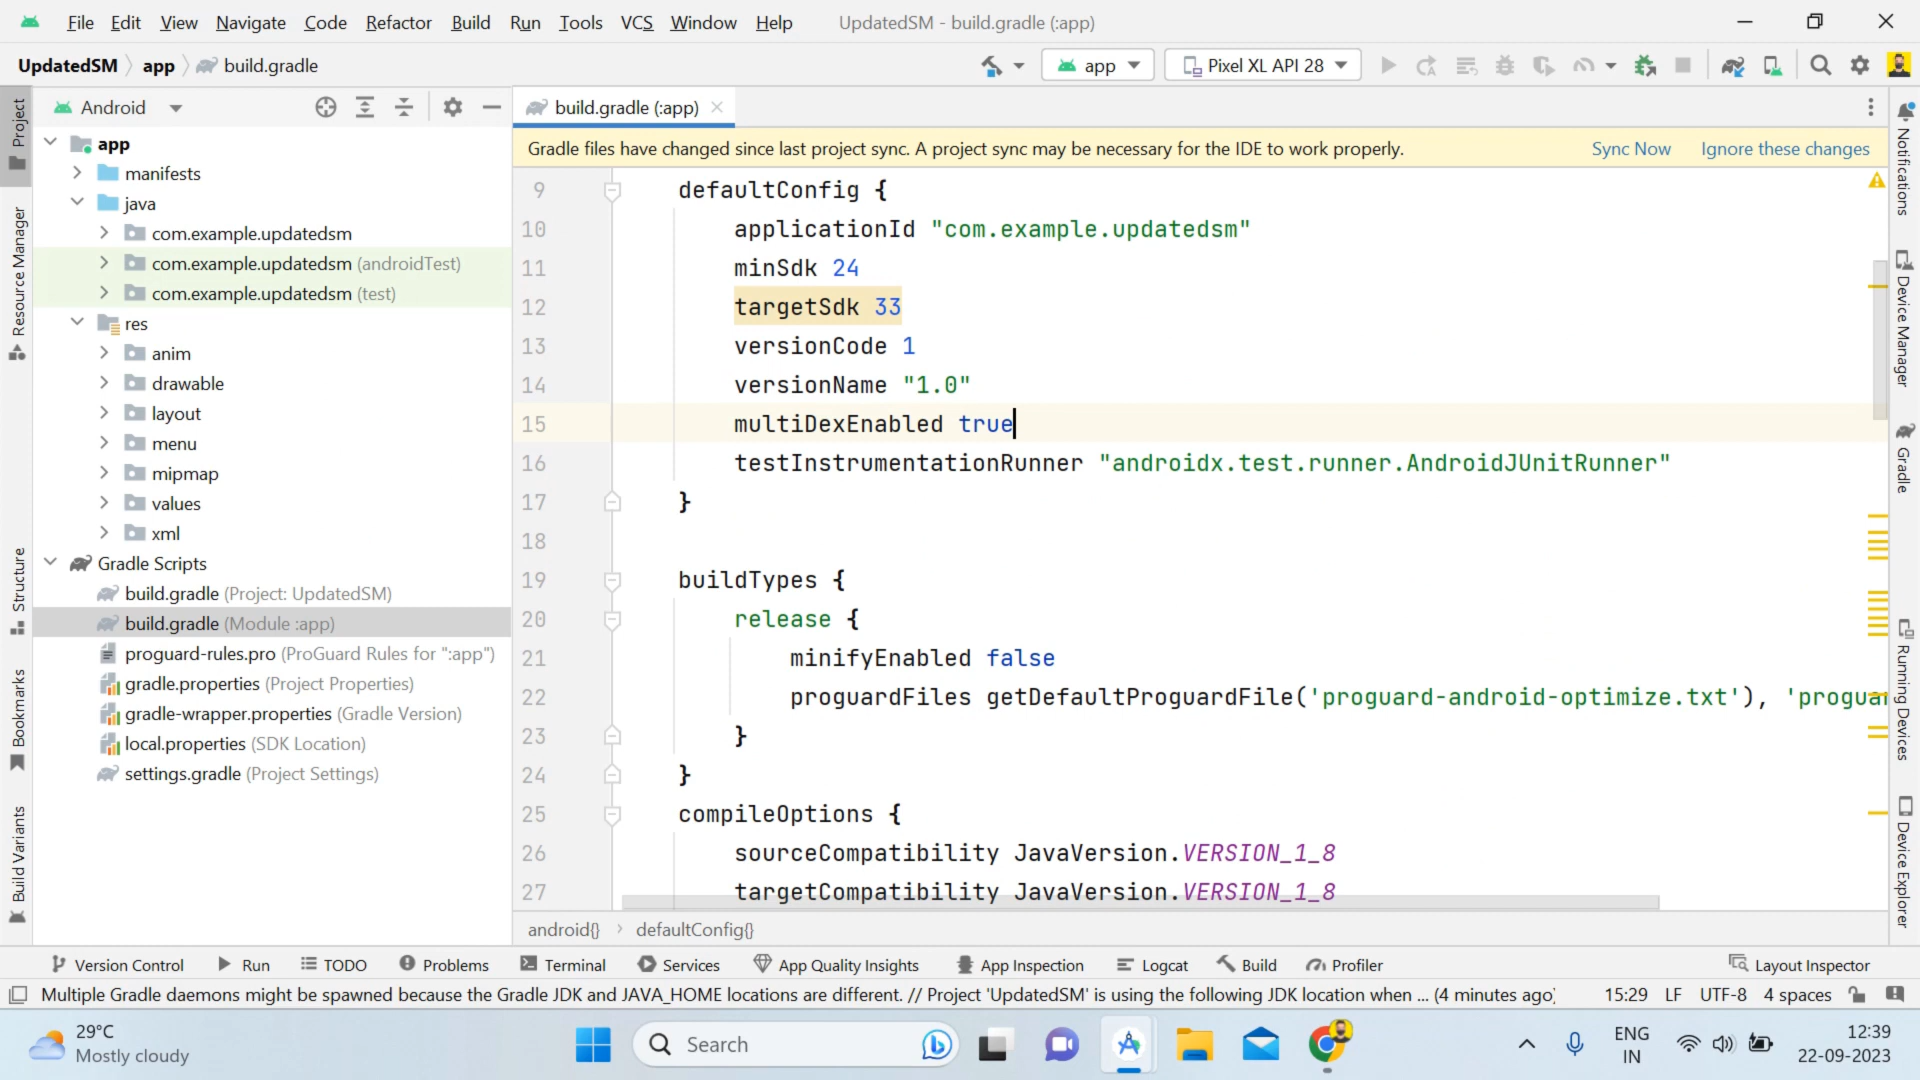 File Edit View Navigate Code Refactor Build Run Tools VCS Window Help UpdatedSM - build.gradle (:app)
UpdatedSM app build.gradle app Pixel XL API 28
Android
build.gradle (:app)
Gradle files have changed since last project sync. A project sync may be necessary for the IDE to work properly. Sync Now Ignore these changes
Project
Resource Manager
Structure
Bookmarks
Build Variants
app
manifests
java
com.example.updatedsm
com.example.updatedsm (androidTest)
com.example.updatedsm (test)
res
anim
drawable
layout
menu
mipmap
values
xml
Gradle Scripts
build.gradle (Project: UpdatedSM)
build.gradle (Module :app)
proguard-rules.pro (ProGuard Rules for ":app")
gradle.properties (Project Properties)
gradle-wrapper.properties (Gradle Version)
local.properties (SDK Location)
settings.gradle (Project Settings)
9 defaultConfig {
10 applicationId "com.example.updatedsm"
11 minSdk 24
12 targetSdk 33
13 versionCode 1
14 versionName "1.0"
15 multiDexEnabled true
16 testInstrumentationRunner "androidx.test.runner.AndroidJUnitRunner"
17 }
18
19 buildTypes {
20 release {
21 minifyEnabled false
22 proguardFiles getDefaultProguardFile('proguard-android-optimize.txt'), 'proguar
23 }
24 }
25 compileOptions {
26 sourceCompatibility JavaVersion.VERSION_1_8
27 targetCompatibility JavaVersion.VERSION_1_8
android{} defaultConfig{}
Notifications
Device Manager
Gradle
Running Devices
Device Explorer
Version Control Run TODO Problems Terminal Services App Quality Insights App Inspection Logcat Build Profiler Layout Inspector
Multiple Gradle daemons might be spawned because the Gradle JDK and JAVA_HOME locations are different. // Project 'UpdatedSM' is using the following JDK location when ... (4 minutes ago) 15:29 LF UTF-8 4 spaces
29°C
Mostly cloudy
Search
ENG
IN
12:39
22-09-2023